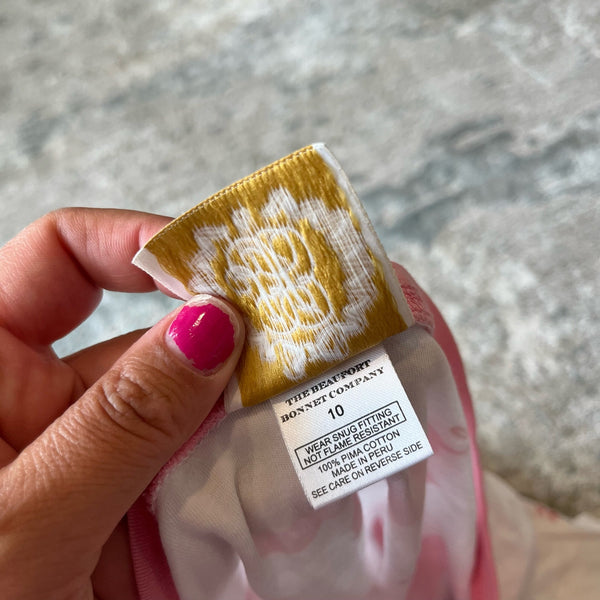 THE BEAUFORT
BONNET COMPANY
10
WEAR SNUG FITTING
NOT FLAME RESISTANT
100% PIMA COTTON
MADE IN PERU
SEE CARE ON REVERSE SIDE